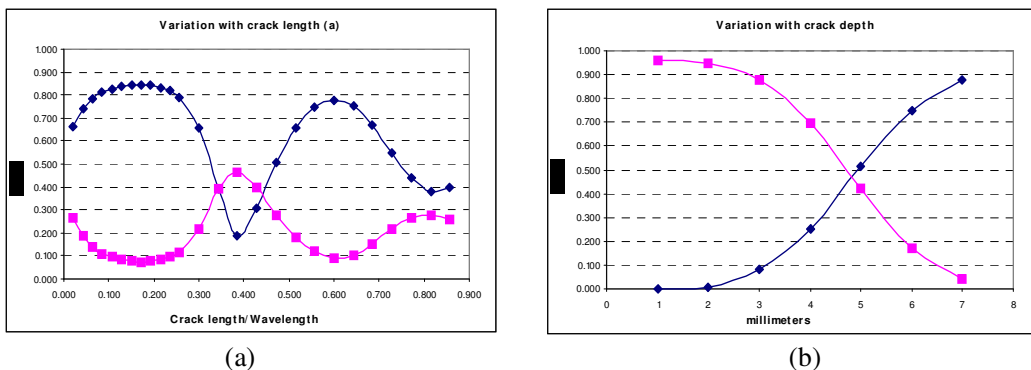 Variation with crack length (a)
1.000
0.900
0.800
0.700
0.600
0.500
0.400
0.300
0.200
0.100
0.000
0.000 0.100 0.200 0.300 0.400 0.500 0.600 0.700 0.800 0.900
Crack length/Wavelength
(a)
Variation with crack depth
1.000
0.900
0.800
0.700
0.600
0.500
0.400
0.300
0.200
0.100
0.000
0 1 2 3 4 5 6 7 8
millimeters
(b)